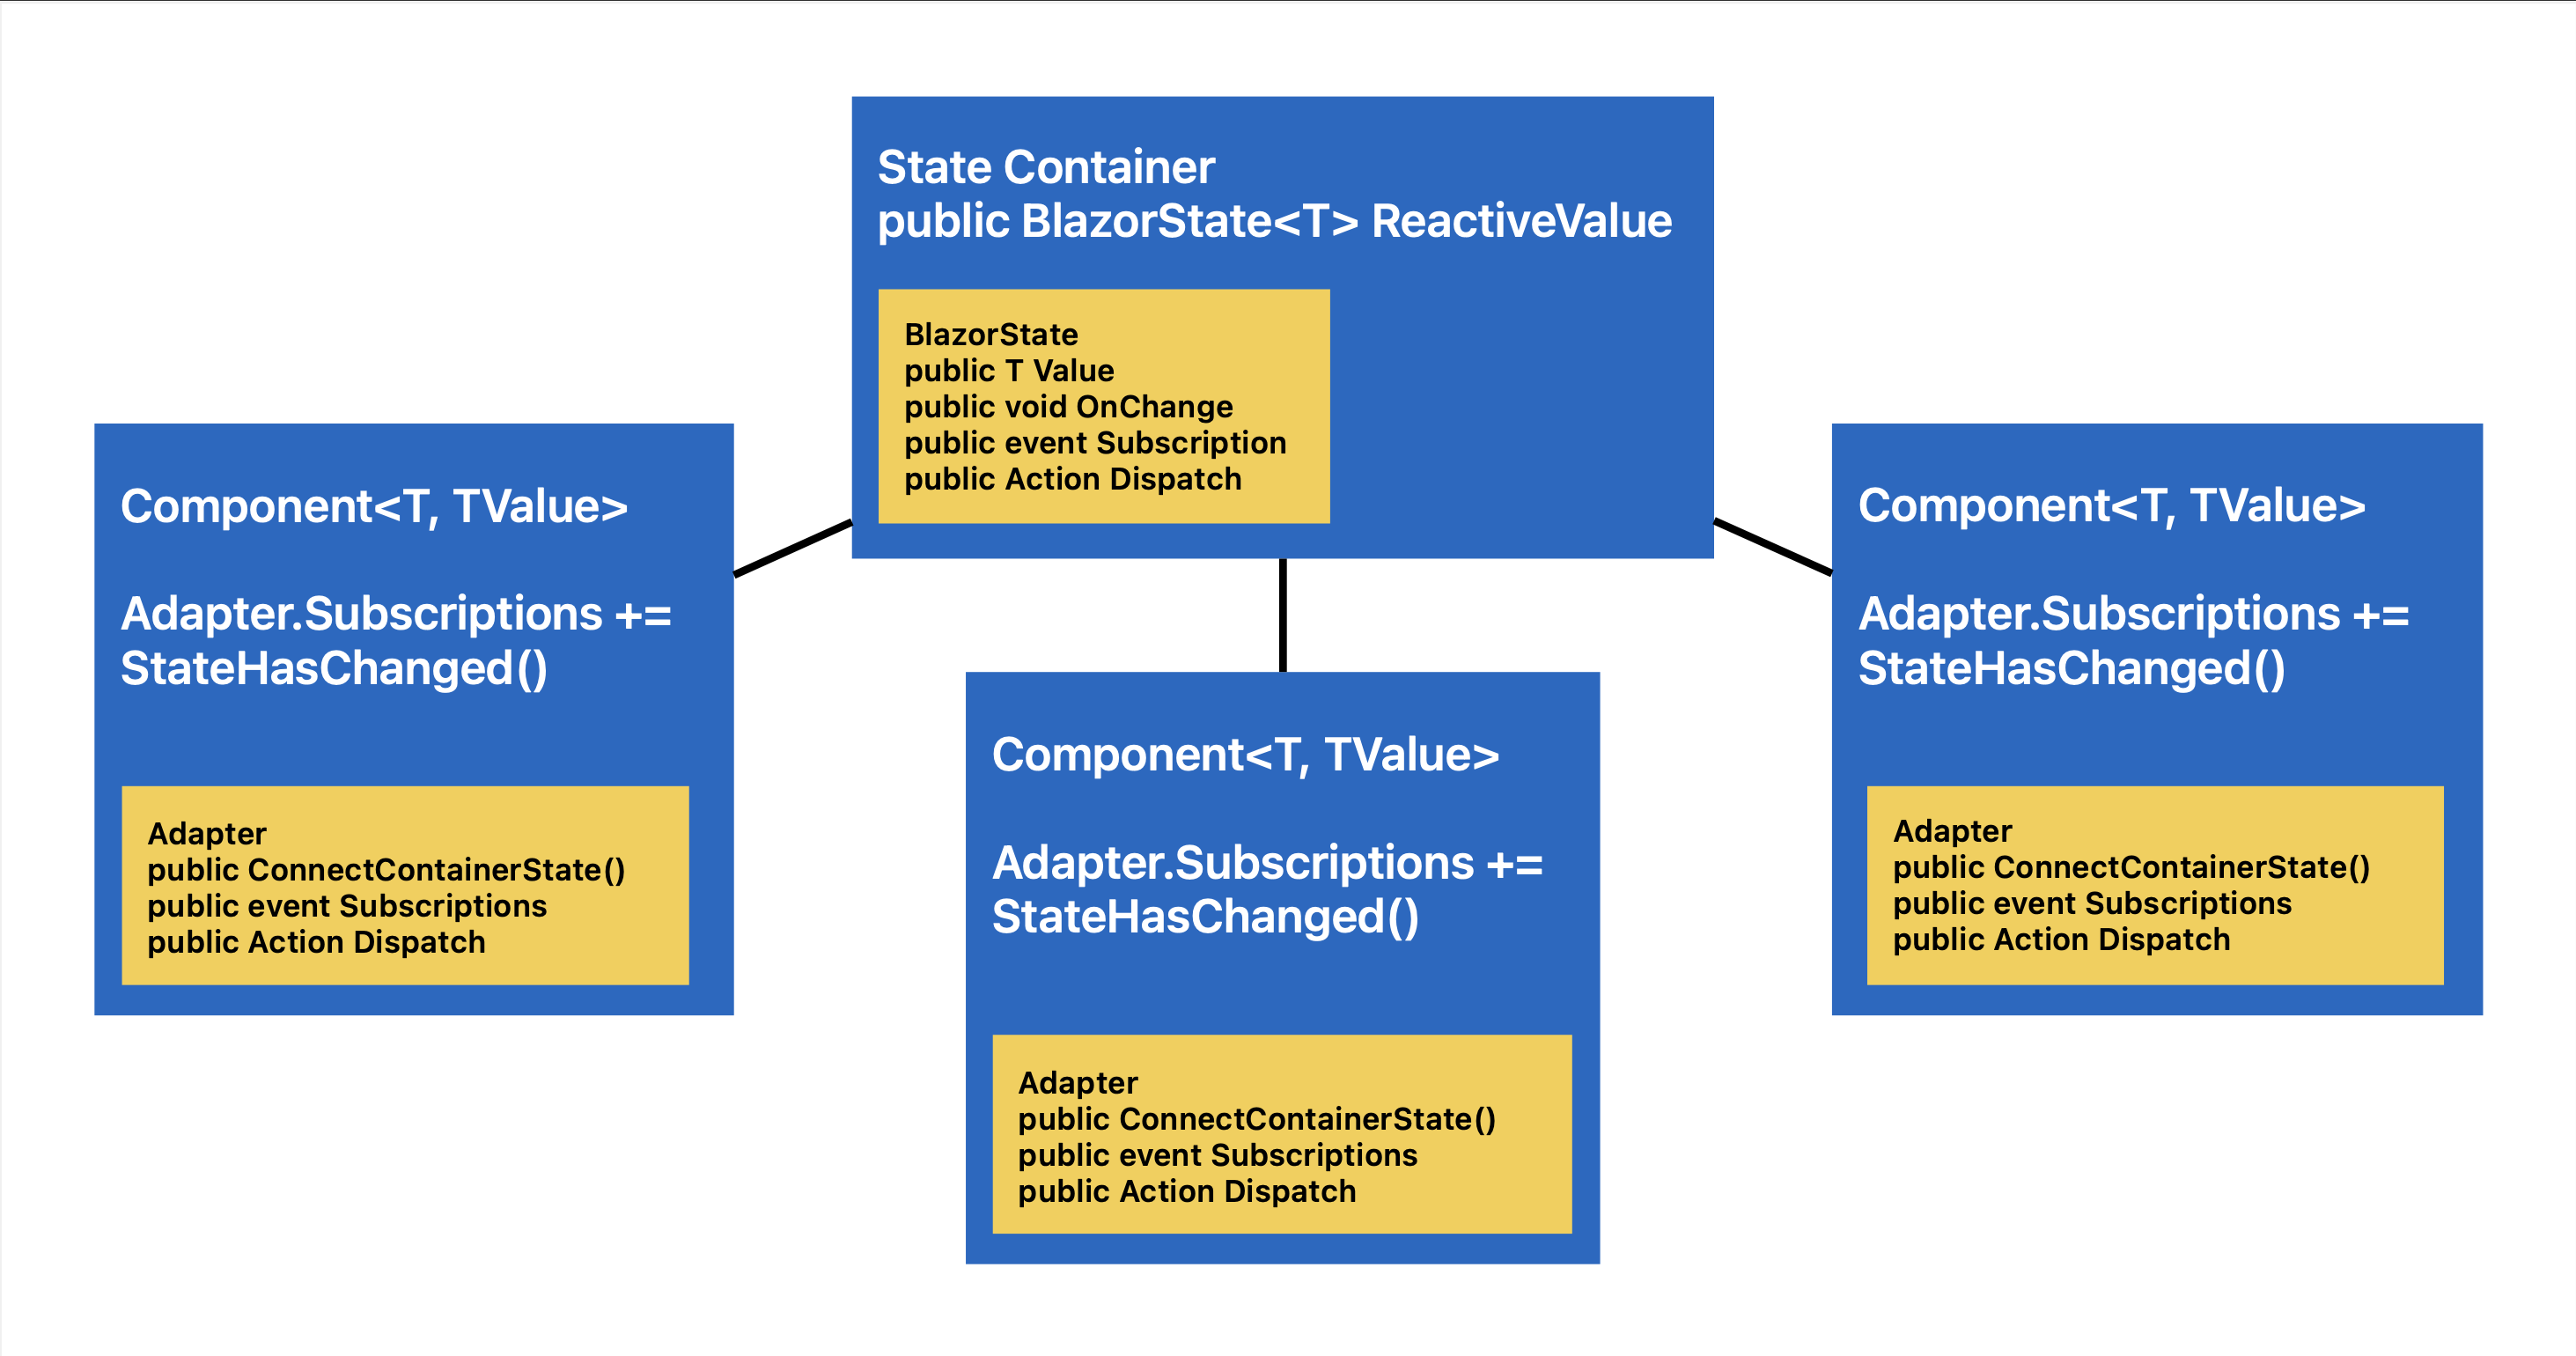 State Container
public BlazorState<T> ReactiveValue
BlazorState
public T Value
public void OnChange
public event Subscription
public Action Dispatch
Component<T, TValue>
Adapter.Subscriptions +=
StateHasChanged()
Adapter
public ConnectContainerState()
public event Subscriptions
public Action Dispatch
Component<T, TValue>
Adapter.Subscriptions +=
StateHasChanged()
Adapter
public ConnectContainerState()
public event Subscriptions
public Action Dispatch
Component<T, TValue>
Adapter.Subscriptions +=
StateHasChanged()
Adapter
public ConnectContainerState()
public event Subscriptions
public Action Dispatch